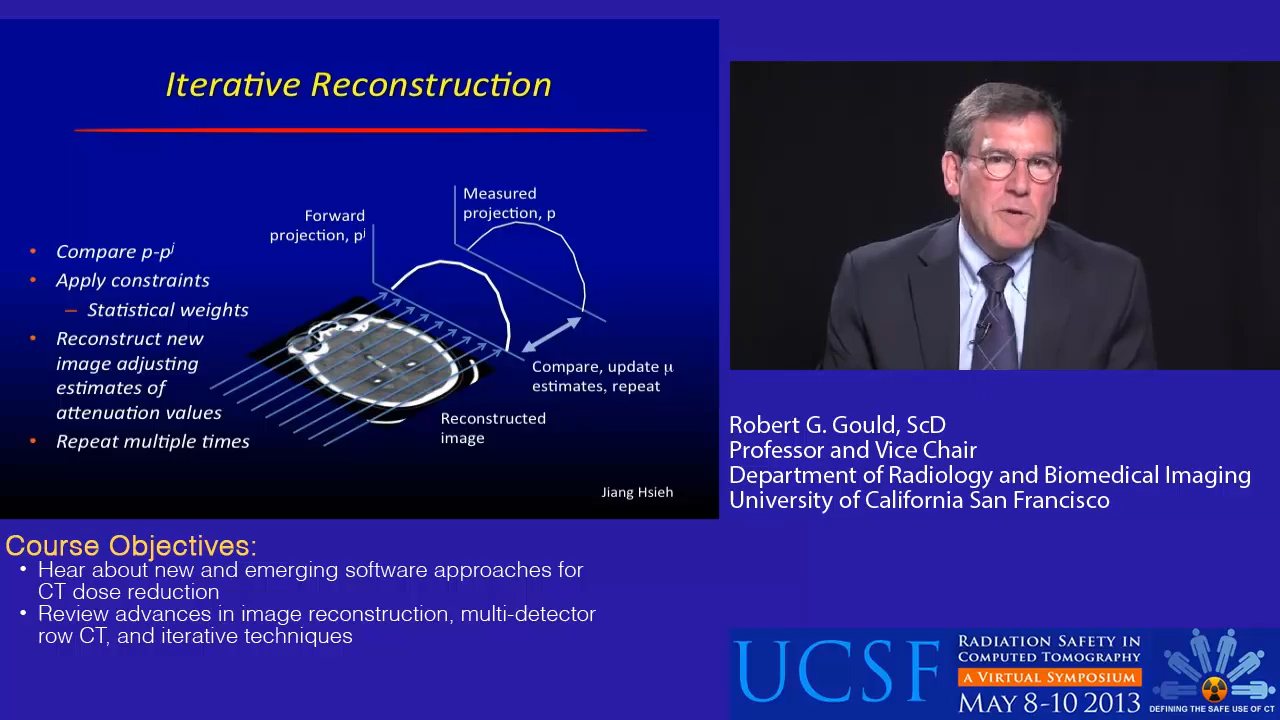 Iterative Reconstruction
Measured
projection, p
Forward
projection, pʲ
• Compare p-pʲ
• Apply constraints
– Statistical weights
• Reconstruct new
image adjusting
estimates of
attenuation values
• Repeat multiple times
Compare, update μ
estimates, repeat
Reconstructed
image
Jiang Hsieh
Robert G. Gould, ScD
Professor and Vice Chair
Department of Radiology and Biomedical Imaging
University of California San Francisco
Course Objectives:
• Hear about new and emerging software approaches for
CT dose reduction
• Review advances in image reconstruction, multi-detector
row CT, and iterative techniques
UCSF
Radiation Safety in
Computed Tomography
A Virtual Symposium
May 8-10 2013
DEFINING THE SAFE USE OF CT